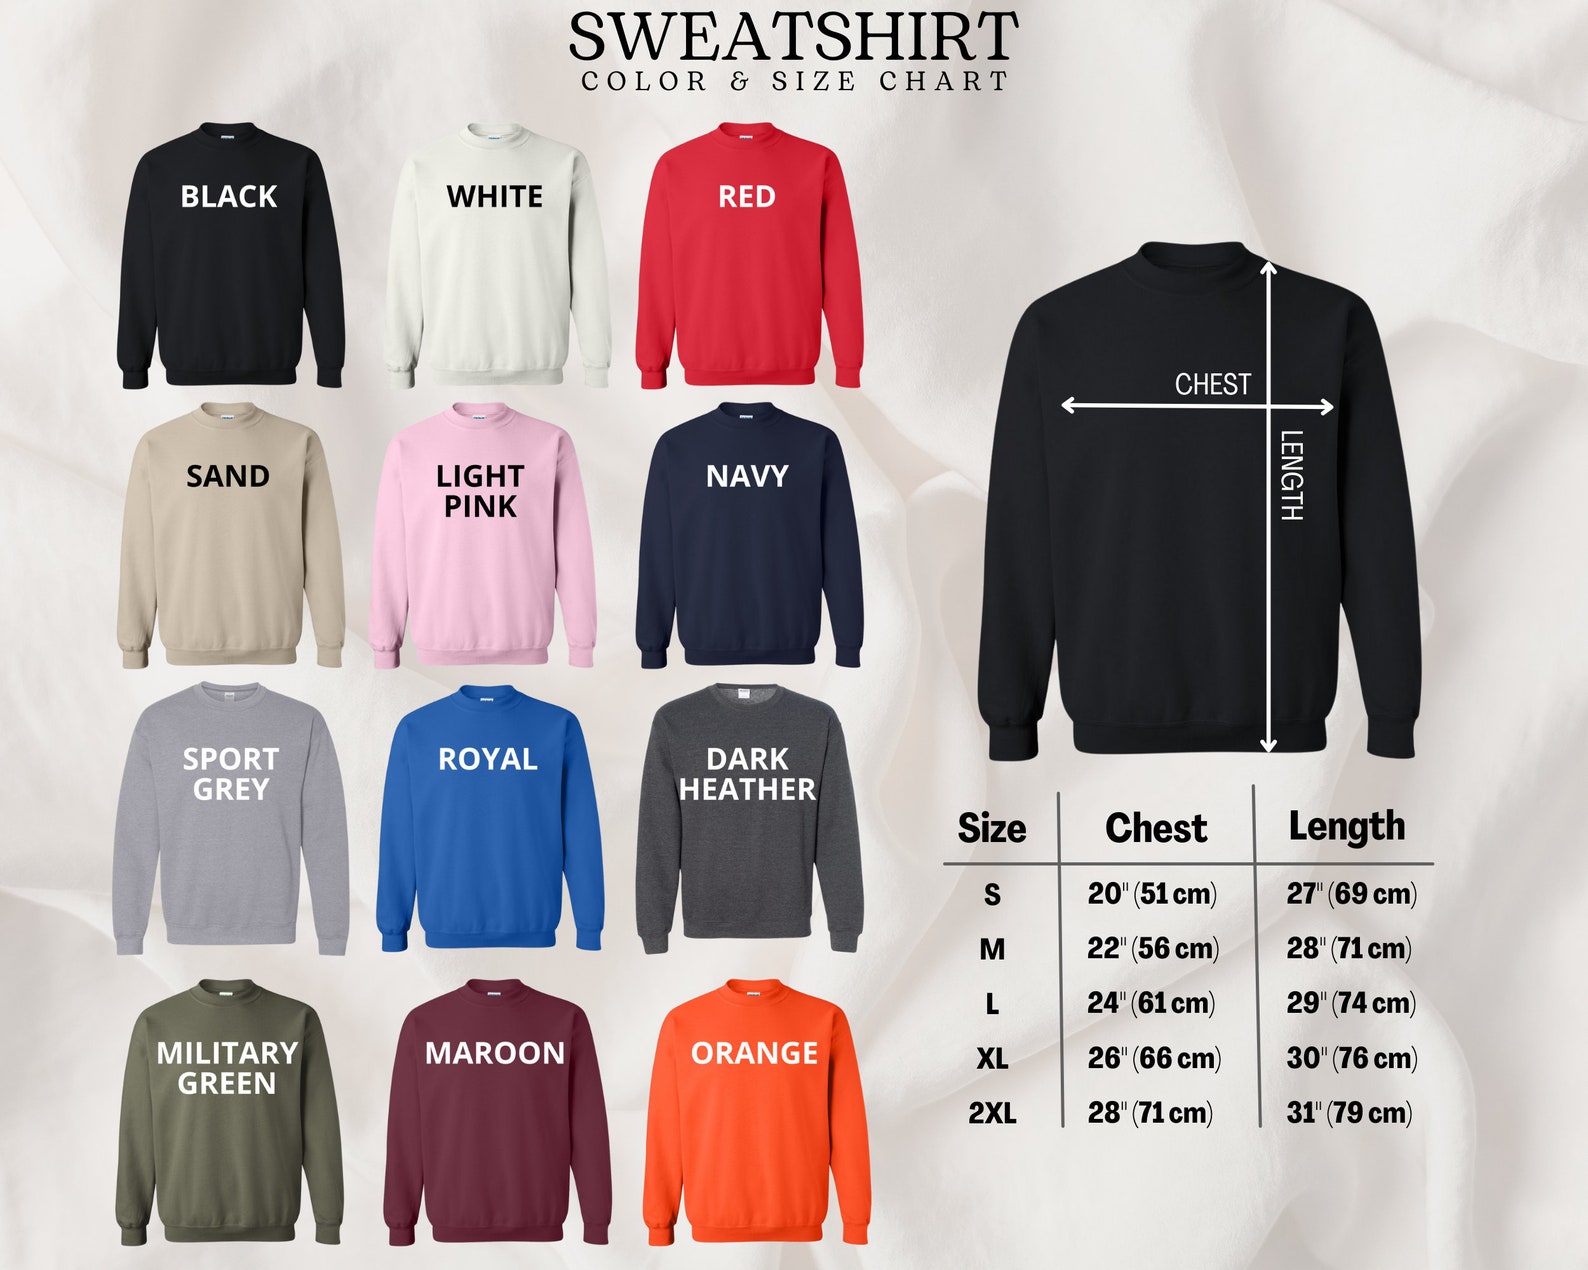 SWEATSHIRT
COLOR & SIZE CHART
BLACK
WHITE
RED
SAND
LIGHT
PINK
NAVY
SPORT
GREY
ROYAL
DARK
HEATHER
MILITARY
GREEN
MAROON
ORANGE
CHEST
LENGTH
Size Chest Length
S 20" (51 cm) 27" (69 cm)
M 22" (56 cm) 28" (71 cm)
L 24" (61 cm) 29" (74 cm)
XL 26" (66 cm) 30" (76 cm)
2XL 28" (71 cm) 31" (79 cm)